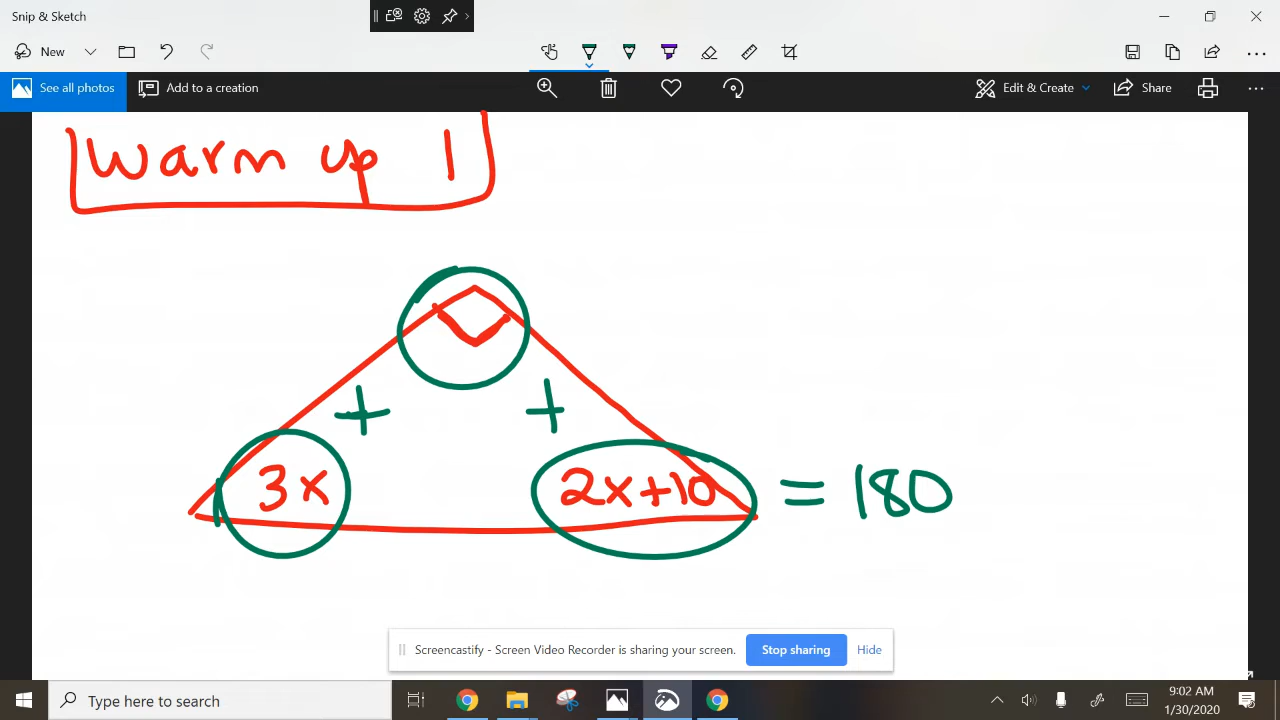 Snip & Sketch
New
See all photos
Add to a creation
Edit & Create
Share
Warm up 1
+ +
3x 2x+10 = 180
Screencastify - Screen Video Recorder is sharing your screen. Stop sharing Hide
Type here to search
9:02 AM
1/30/2020